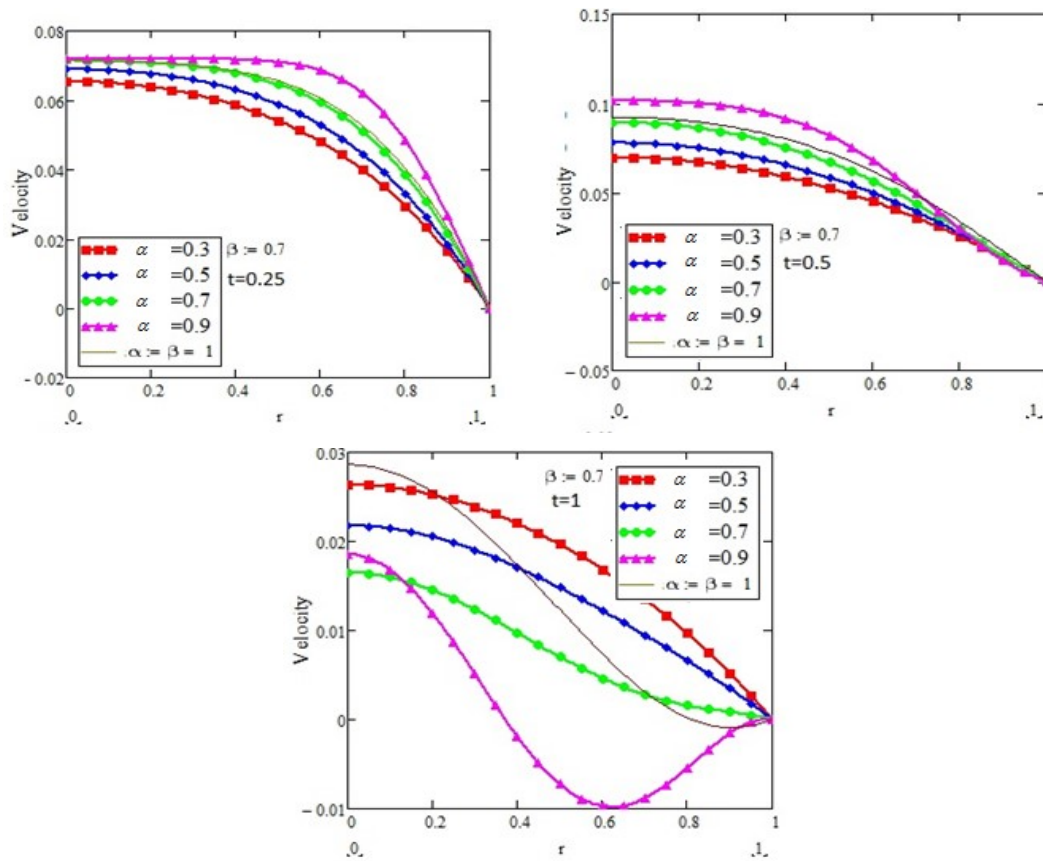 0.08
0.06
0.04
0.02
0
-0.02
Velocity
α =0.3
α =0.5
α =0.7
α =0.9
.α := β = 1
β := 0.7
t=0.25
0 0.2 0.4 0.6 0.8 1
.0. r .1.
0.15
0.1
0.05
0
−0.05
Velocity
α =0.3
α =0.5
α =0.7
α =0.9
.α := β = 1
β := 0.7
t=0.5
0 0.2 0.4 0.6 0.8 1
.0. r .1.
0.03
0.02
0.01
0
−0.01
Velocity
β := 0.7
t=1
α =0.3
α =0.5
α =0.7
α =0.9
.α := β = 1
0 0.2 0.4 0.6 0.8 1
.0. r .1.